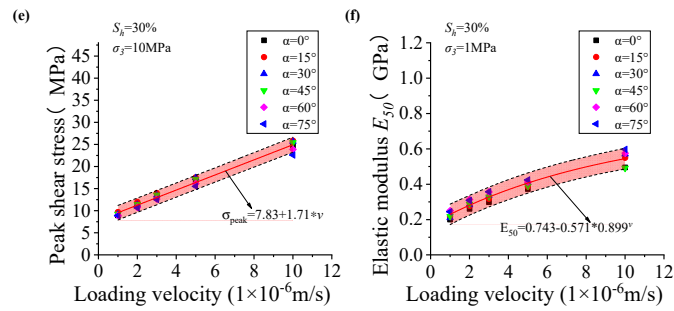 (e)
S_h=30%
σ_3=10MPa
α=0°
α=15°
α=30°
α=45°
α=60°
α=75°
45
40
35
30
25
20
15
10
5
0
Peak shear stress( MPa)
σ_peak=7.83+1.71*v
0 2 4 6 8 10 12
Loading velocity (1×10^-6 m/s)
(f)
S_h=30%
σ_3=1MPa
α=0°
α=15°
α=30°
α=45°
α=60°
α=75°
1.2
1.0
0.8
0.6
0.4
0.2
0.0
Elastic modulus E_50( GPa)
E_50=0.743-0.571*0.899^v
0 2 4 6 8 10 12
Loading velocity (1×10^-6 m/s)